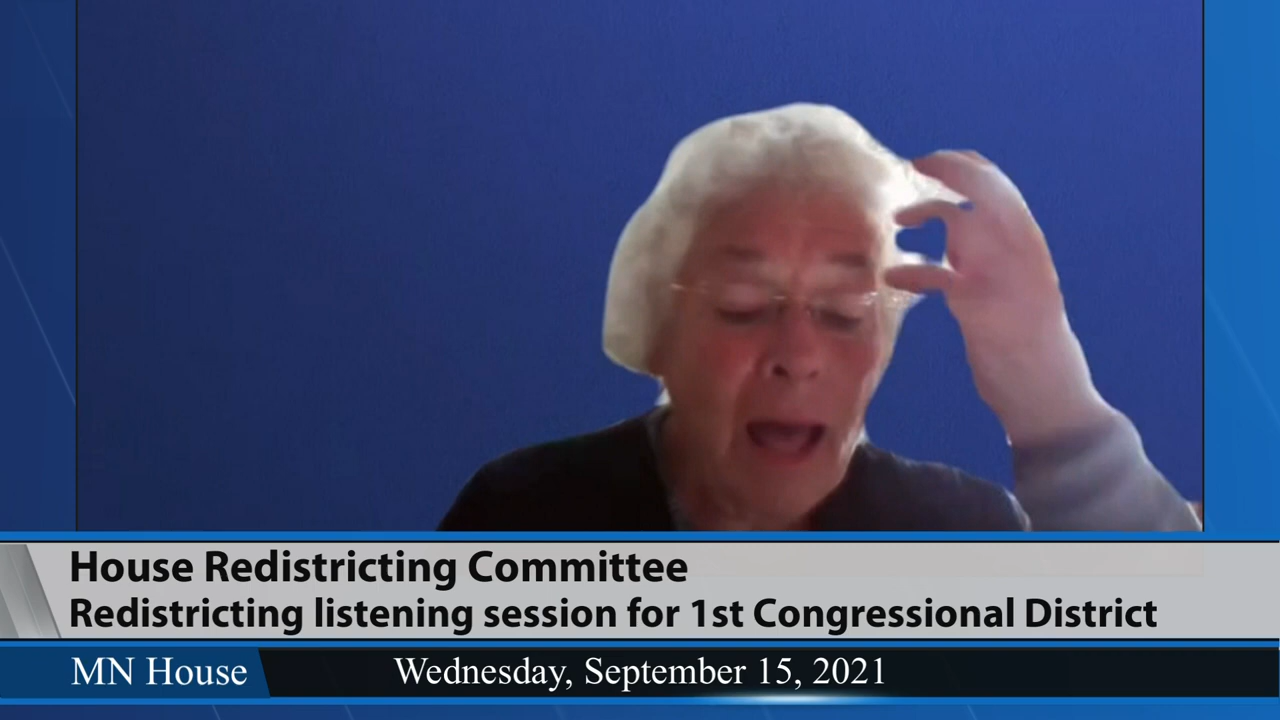 House Redistricting Committee
Redistricting listening session for 1st Congressional District
MN House Wednesday, September 15, 2021